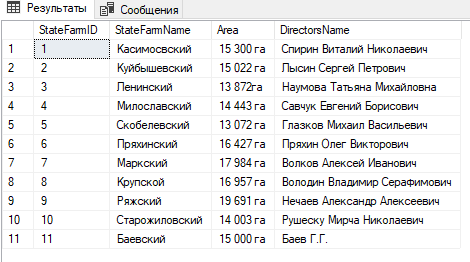 Результаты Сообщения
StateFarmID StateFarmName Area DirectorsName
1 1 Касимосвский 15 300 га Спирин Виталий Николаевич
2 2 Куйбышевский 15 022 га Лысин Сергей Петрович
3 3 Ленинский 13 872га Наумова Татьяна Михайловна
4 4 Милославский 14 443 га Савчук Евгений Борисович
5 5 Скобелевский 13 072 га Глазков Михаил Васильевич
6 6 Пряхинский 16 427 га Пряхин Олег Викторович
7 7 Маркский 17 984 га Волков Алексей Иванович
8 8 Крупской 16 957 га Володин Владимир Серафимович
9 9 Ряжский 19 691 га Нечаев Александр Алексеевич
10 10 Старожиловский 14 003 га Рушеску Мирча Николаевич
11 11 Баевский 15 000 га Баев Г.Г.